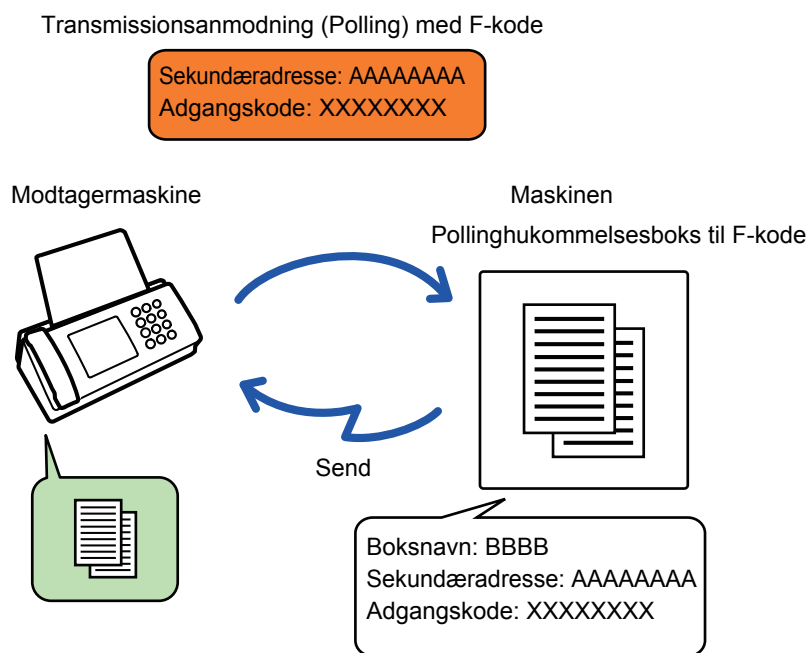 Transmissionsanmodning (Polling) med F-kode
Sekundæradresse: AAAAAAAA
Adgangskode: XXXXXXXX
Modtagermaskine
Maskinen
Pollinghukommelsesboks til F-kode
Send
Boksnavn: BBBB
Sekundæradresse: AAAAAAAA
Adgangskode: XXXXXXXX